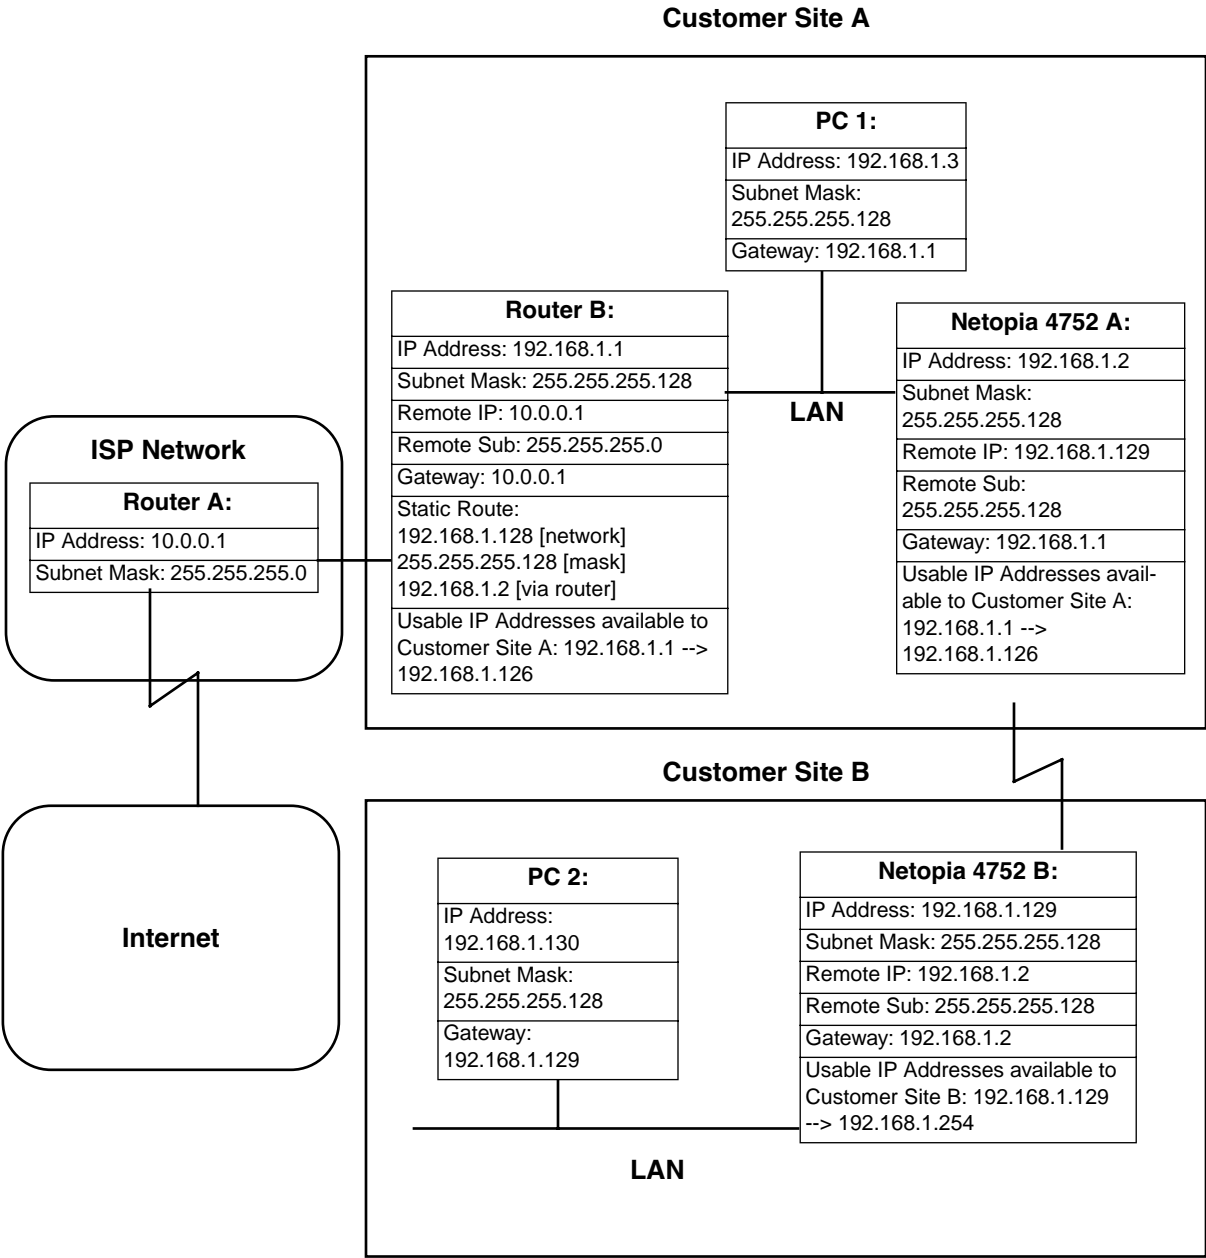 Customer Site A
PC 1:
IP Address: 192.168.1.3
Subnet Mask:
255.255.255.128
Gateway: 192.168.1.1
Router B:
IP Address: 192.168.1.1
Subnet Mask: 255.255.255.128
Remote IP: 10.0.0.1
Remote Sub: 255.255.255.0
Gateway: 10.0.0.1
Static Route:
192.168.1.128 [network]
255.255.255.128 [mask]
192.168.1.2 [via router]
Usable IP Addresses available to
Customer Site A: 192.168.1.1 -->
192.168.1.126
LAN
Netopia 4752 A:
IP Address: 192.168.1.2
Subnet Mask:
255.255.255.128
Remote IP: 192.168.1.129
Remote Sub:
255.255.255.128
Gateway: 192.168.1.1
Usable IP Addresses avail-
able to Customer Site A:
192.168.1.1 -->
192.168.1.126
ISP Network
Router A:
IP Address: 10.0.0.1
Subnet Mask: 255.255.255.0
Internet
Customer Site B
PC 2:
IP Address:
192.168.1.130
Subnet Mask:
255.255.255.128
Gateway:
192.168.1.129
Netopia 4752 B:
IP Address: 192.168.1.129
Subnet Mask: 255.255.255.128
Remote IP: 192.168.1.2
Remote Sub: 255.255.255.128
Gateway: 192.168.1.2
Usable IP Addresses available to
Customer Site B: 192.168.1.129
--> 192.168.1.254
LAN